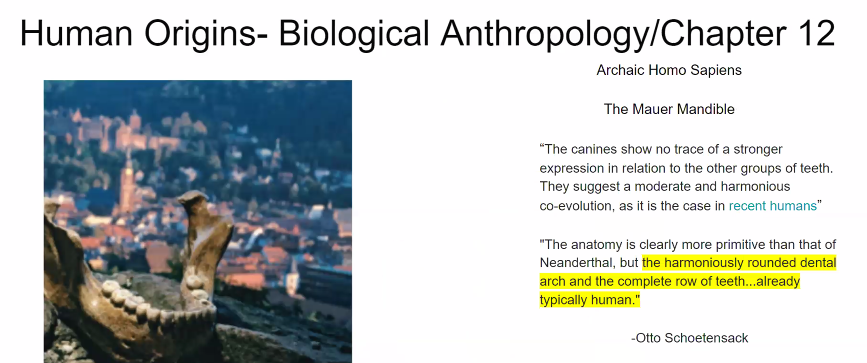 Human Origins- Biological Anthropology/Chapter 12
Archaic Homo Sapiens
The Mauer Mandible
“The canines show no trace of a stronger
expression in relation to the other groups of teeth.
They suggest a moderate and harmonious
co-evolution, as it is the case in recent humans”
"The anatomy is clearly more primitive than that of
Neanderthal, but the harmoniously rounded dental
arch and the complete row of teeth...already
typically human."
-Otto Schoetensack